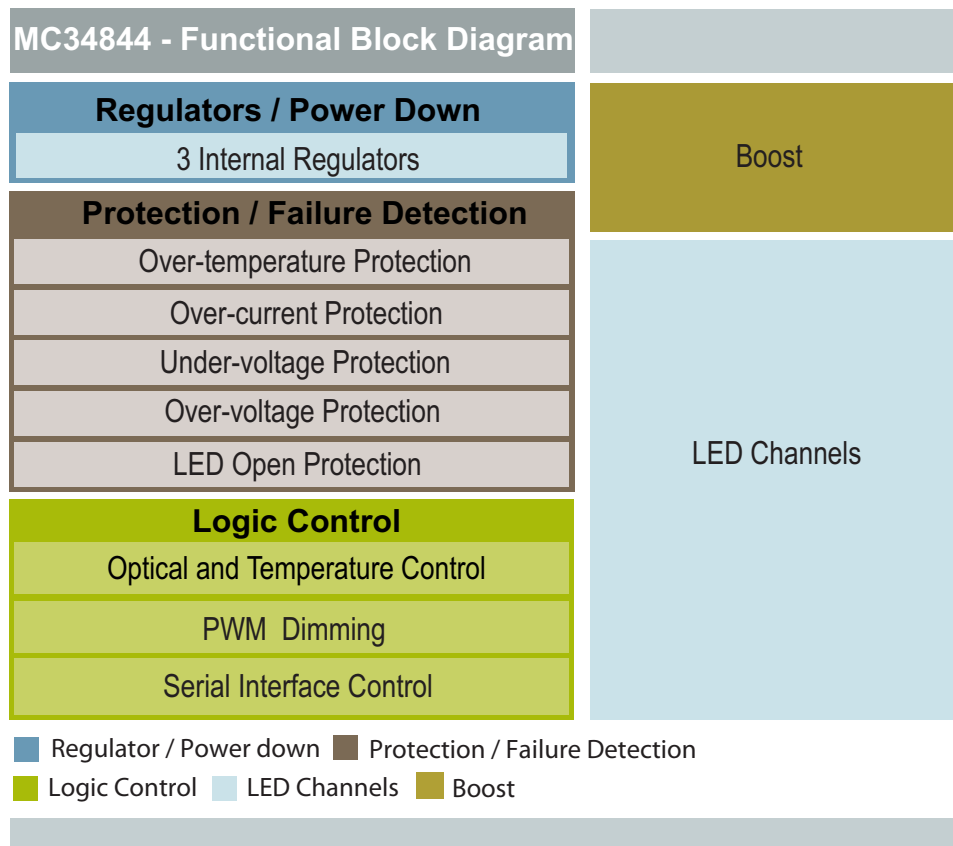 MC34844 - Functional Block Diagram
Regulators / Power Down
3 Internal Regulators
Protection / Failure Detection
Over-temperature Protection
Over-current Protection
Under-voltage Protection
Over-voltage Protection
LED Open Protection
Logic Control
Optical and Temperature Control
PWM Dimming
Serial Interface Control
Boost
LED Channels
Regulator / Power down Protection / Failure Detection
Logic Control LED Channels Boost